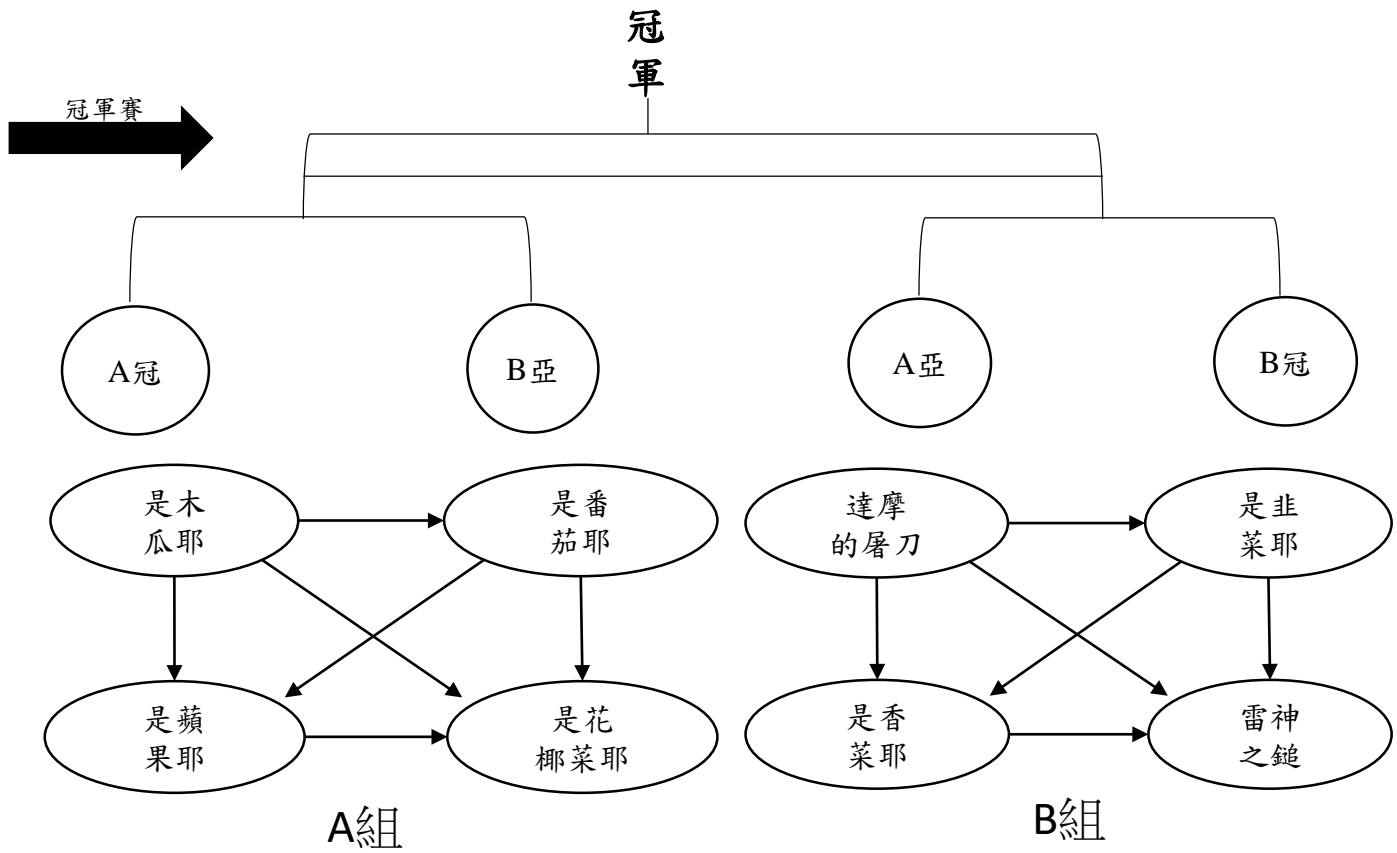 冠
軍
冠軍賽
A冠
B亞
A亞
B冠
是木
瓜耶
是番
茄耶
達摩
的屠刀
是韭
菜耶
是蘋
果耶
是花
椰菜耶
是香
菜耶
雷神
之鎚
A組
B組